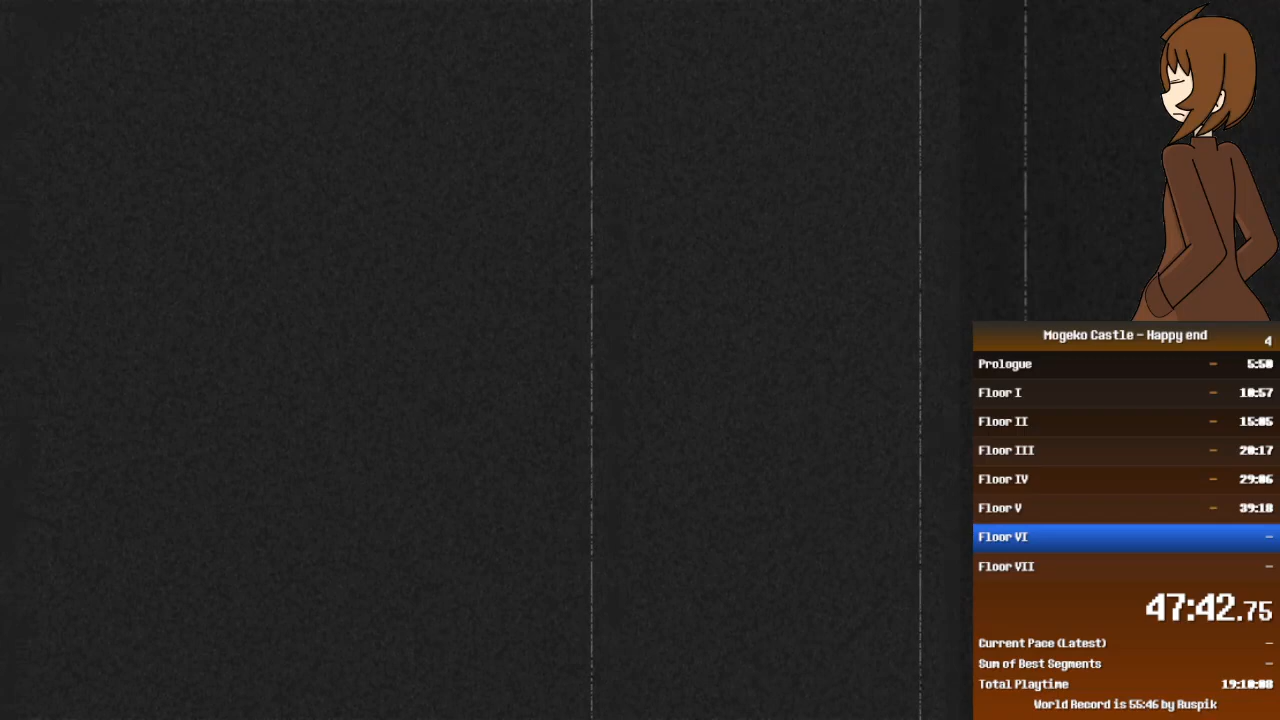 Mogeko Castle - Happy end
4
Prologue - 5:50
Floor I - 10:57
Floor II - 15:05
Floor III - 20:17
Floor IV - 29:06
Floor V - 39:18
Floor VI -
Floor VII -
47:42.75
Current Pace (Latest) -
Sum of Best Segments -
Total Playtime 19:10:08
World Record is 55:46 by Ruspik